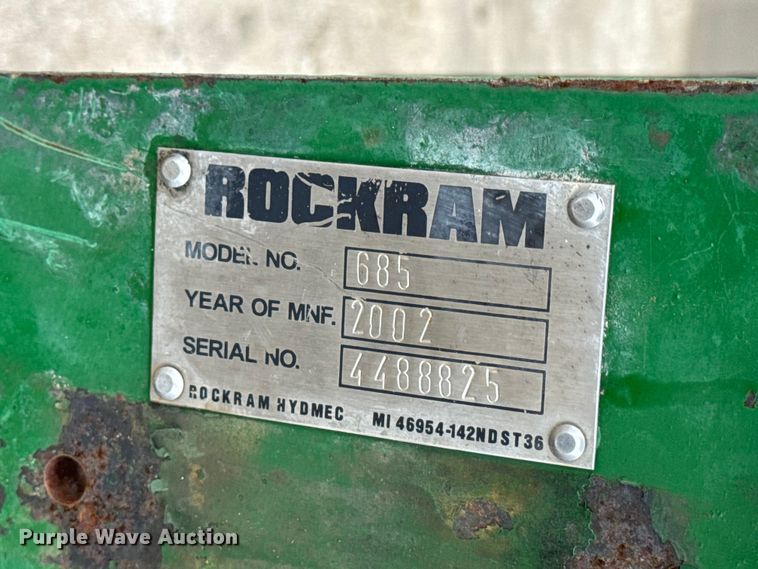 ROCKRAM
MODEL NO. 685
YEAR OF MNF. 2002
SERIAL NO. 4488825
ROCKRAM HYDMEC MI 46954-142NDST36
Purple Wave Auction